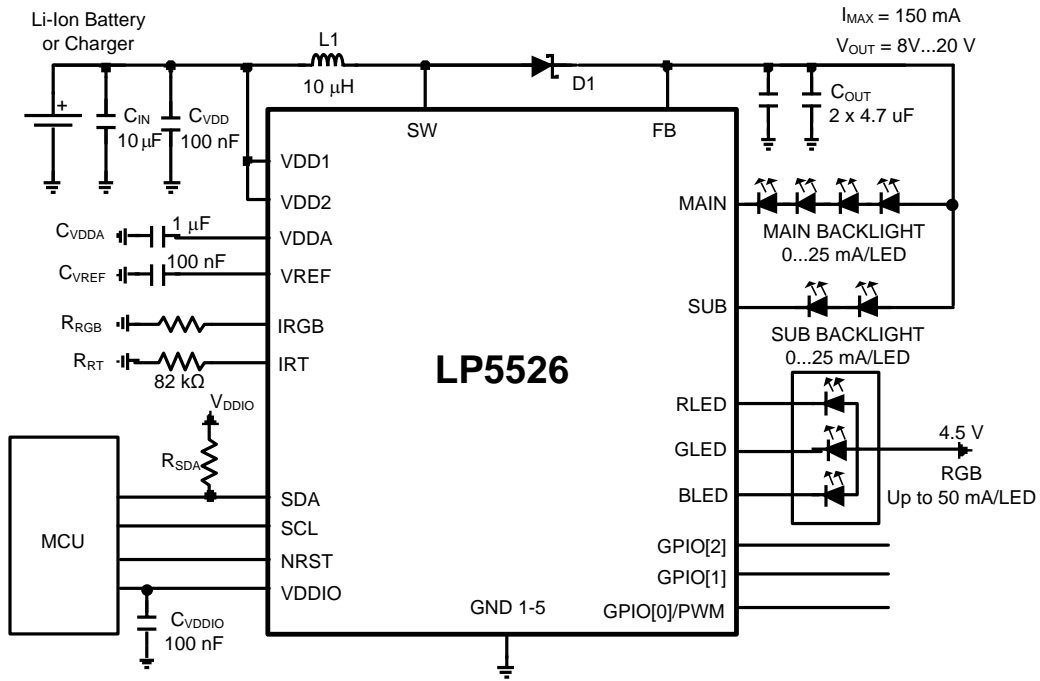 Li-Ion Battery
or Charger
+
C_IN
10 μF
C_VDD
100 nF
L1
10 μH
D1
I_MAX = 150 mA
V_OUT = 8V...20 V
C_OUT
2 x 4.7 uF
SW
FB
VDD1
VDD2
C_VDDA
1 μF
VDDA
C_VREF
100 nF
VREF
R_RGB
IRGB
R_RT
82 kΩ
IRT
V_DDIO
R_SDA
MCU
SDA
SCL
NRST
VDDIO
C_VDDIO
100 nF
LP5526
GND 1-5
MAIN
MAIN BACKLIGHT
0...25 mA/LED
SUB
SUB BACKLIGHT
0...25 mA/LED
RLED
GLED
BLED
4.5 V
RGB
Up to 50 mA/LED
GPIO[2]
GPIO[1]
GPIO[0]/PWM